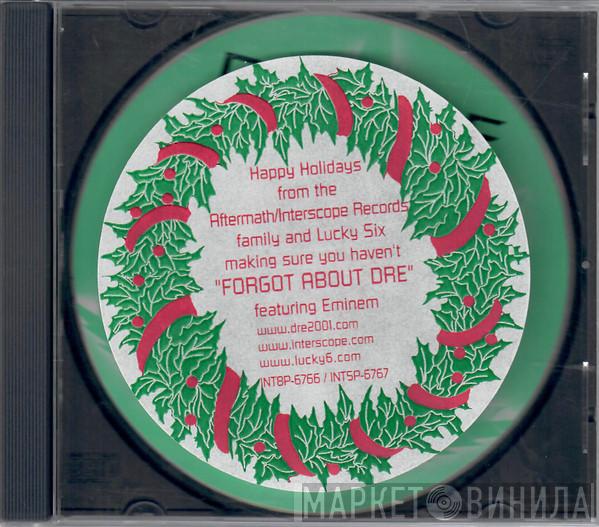 Happy Holidays
from the
Aftermath/Interscope Records
family and Lucky Six
making sure you haven't
"FORGOT ABOUT DRE"
featuring Eminem
www.dre2001.com
www.interscope.com
www.lucky6.com
INT8P-6766 / INT5P-6767
МАРКЕТ ВИНИЛА